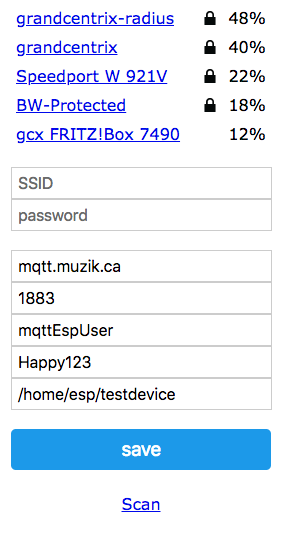 grandcentrix-radius 48%
grandcentrix 40%
Speedport W 921V 22%
BW-Protected 18%
gcx FRITZ!Box 7490 12%
SSID
password
mqtt.muzik.ca
1883
mqttEspUser
Happy123
/home/esp/testdevice
save
Scan